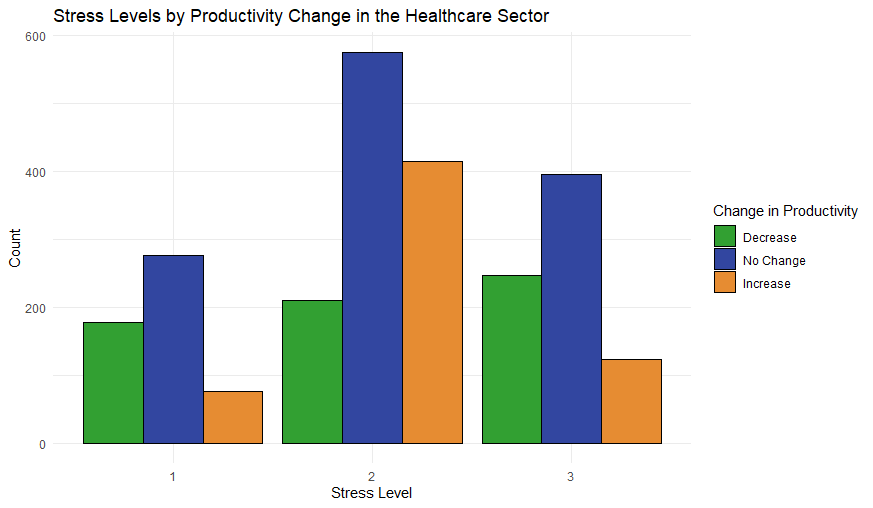 Stress Levels by Productivity Change in the Healthcare Sector
600
400
200
0
Count
1
2
3
Stress Level
Change in Productivity
Decrease
No Change
Increase